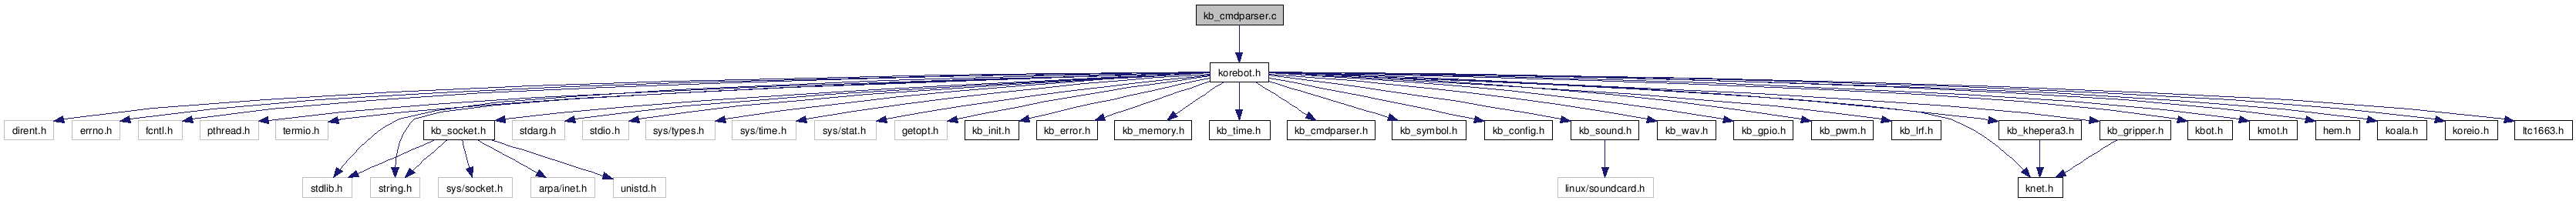 kb_cmdparser.c
korebot.h
dirent.h
errno.h
fcntl.h
pthread.h
termio.h
kb_socket.h
stdarg.h
stdio.h
sys/types.h
sys/time.h
sys/stat.h
getopt.h
kb_init.h
kb_error.h
kb_memory.h
kb_time.h
kb_cmdparser.h
kb_symbol.h
kb_config.h
kb_sound.h
kb_wav.h
kb_gpio.h
kb_pwm.h
kb_lrf.h
kb_khepera3.h
kb_gripper.h
kbot.h
kmot.h
hem.h
koala.h
koreio.h
ltc1663.h
stdlib.h
string.h
sys/socket.h
arpa/inet.h
unistd.h
linux/soundcard.h
knet.h